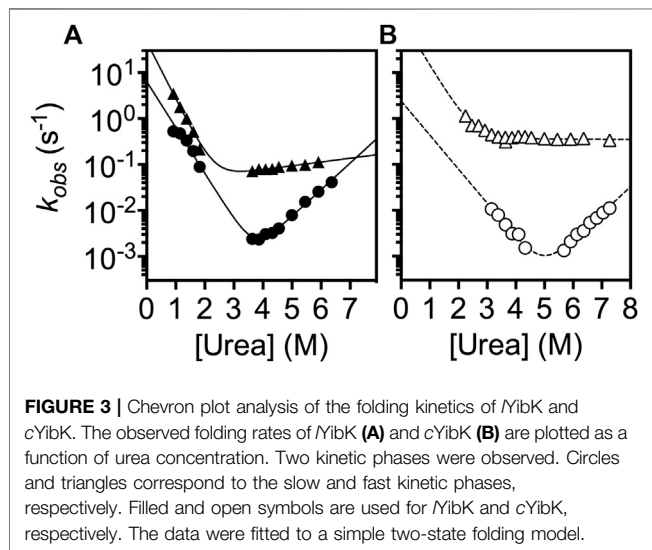 A
B
10¹
10⁰
10⁻¹
10⁻²
10⁻³
k_obs (s⁻¹)
0 1 2 3 4 5 6 7
0 1 2 3 4 5 6 7 8
[Urea] (M)
[Urea] (M)
FIGURE 3 | Chevron plot analysis of the folding kinetics of lYibK and
cYibK. The observed folding rates of lYibK (A) and cYibK (B) are plotted as a
function of urea concentration. Two kinetic phases were observed. Circles
and triangles correspond to the slow and fast kinetic phases,
respectively. Filled and open symbols are used for lYibK and cYibK,
respectively. The data were fitted to a simple two-state folding model.